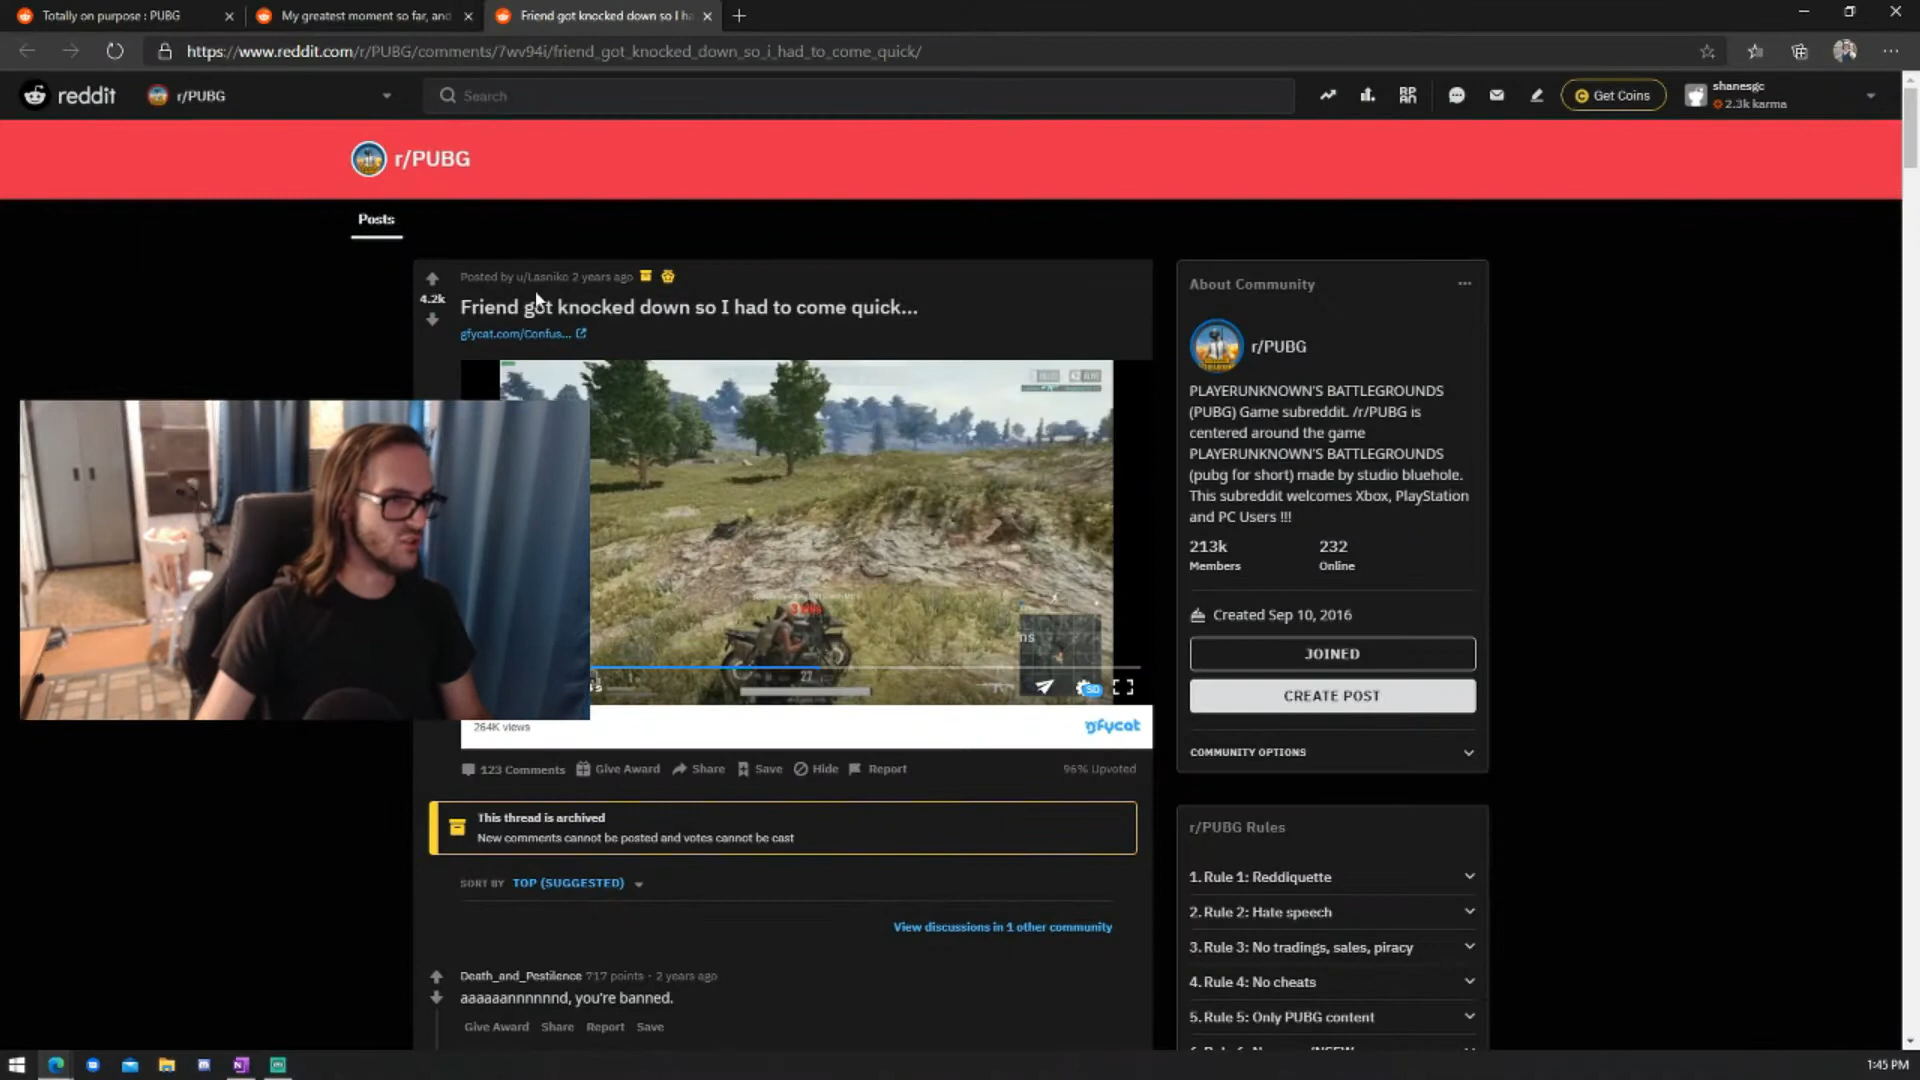 Totally on purpose : PUBG
My greatest moment so far, and
Friend got knocked down so I ha
https://www.reddit.com/r/PUBG/comments/7wv94i/friend_got_knocked_down_so_i_had_to_come_quick/
reddit
r/PUBG
Search
Get Coins
shanesgc
2.3k karma
r/PUBG
Posts
Posted by u/Lasniko 2 years ago
4.2k
Friend got knocked down so I had to come quick...
gfycat.com/Confus...
3 kills
27
SD
264K views
gfycat
123 Comments Give Award Share Save Hide Report 96% Upvoted
This thread is archived
New comments cannot be posted and votes cannot be cast
SORT BY TOP (SUGGESTED)
View discussions in 1 other community
Death_and_Pestilence 717 points · 2 years ago
aaaaaannnnnnd, you're banned.
Give Award Share Report Save
About Community
r/PUBG
PLAYERUNKNOWN'S BATTLEGROUNDS
(PUBG) Game subreddit. /r/PUBG is
centered around the game
PLAYERUNKNOWN'S BATTLEGROUNDS
(pubg for short) made by studio bluehole.
This subreddit welcomes Xbox, PlayStation
and PC Users !!!
213k 232
Members Online
Created Sep 10, 2016
JOINED
CREATE POST
COMMUNITY OPTIONS
r/PUBG Rules
1. Rule 1: Reddiquette
2. Rule 2: Hate speech
3. Rule 3: No tradings, sales, piracy
4. Rule 4: No cheats
5. Rule 5: Only PUBG content
1:45 PM